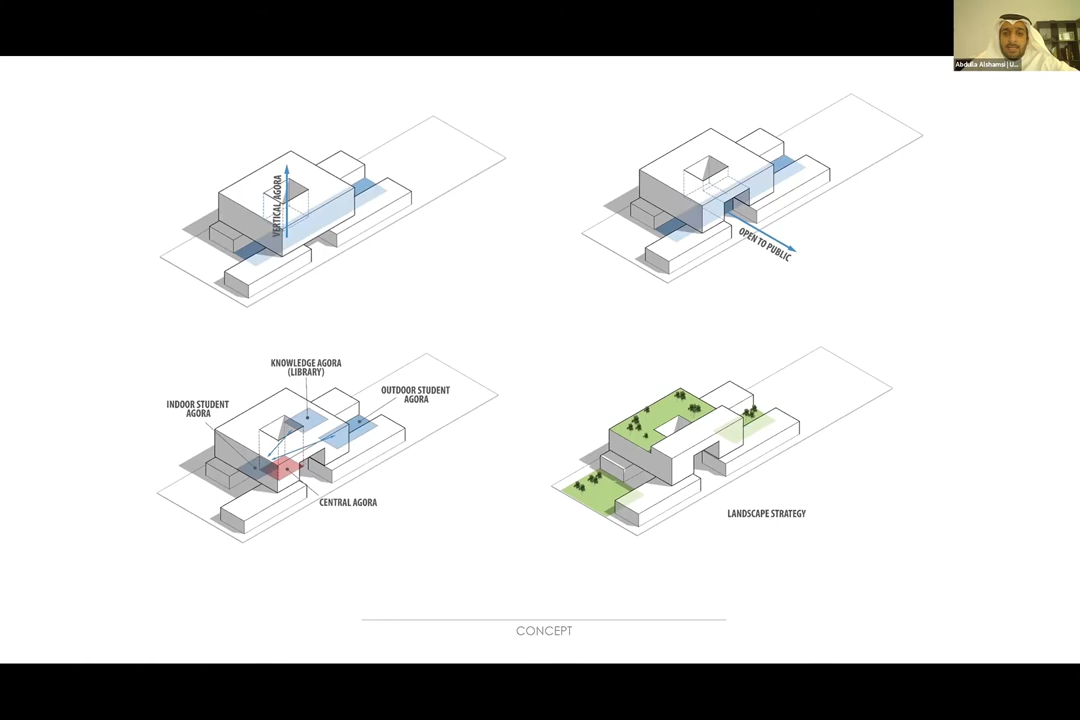 Abdulla Alshamsi | U...
VERTICAL AGORA
OPEN TO PUBLIC
KNOWLEDGE AGORA
(LIBRARY)
OUTDOOR STUDENT
AGORA
INDOOR STUDENT
AGORA
CENTRAL AGORA
LANDSCAPE STRATEGY
CONCEPT